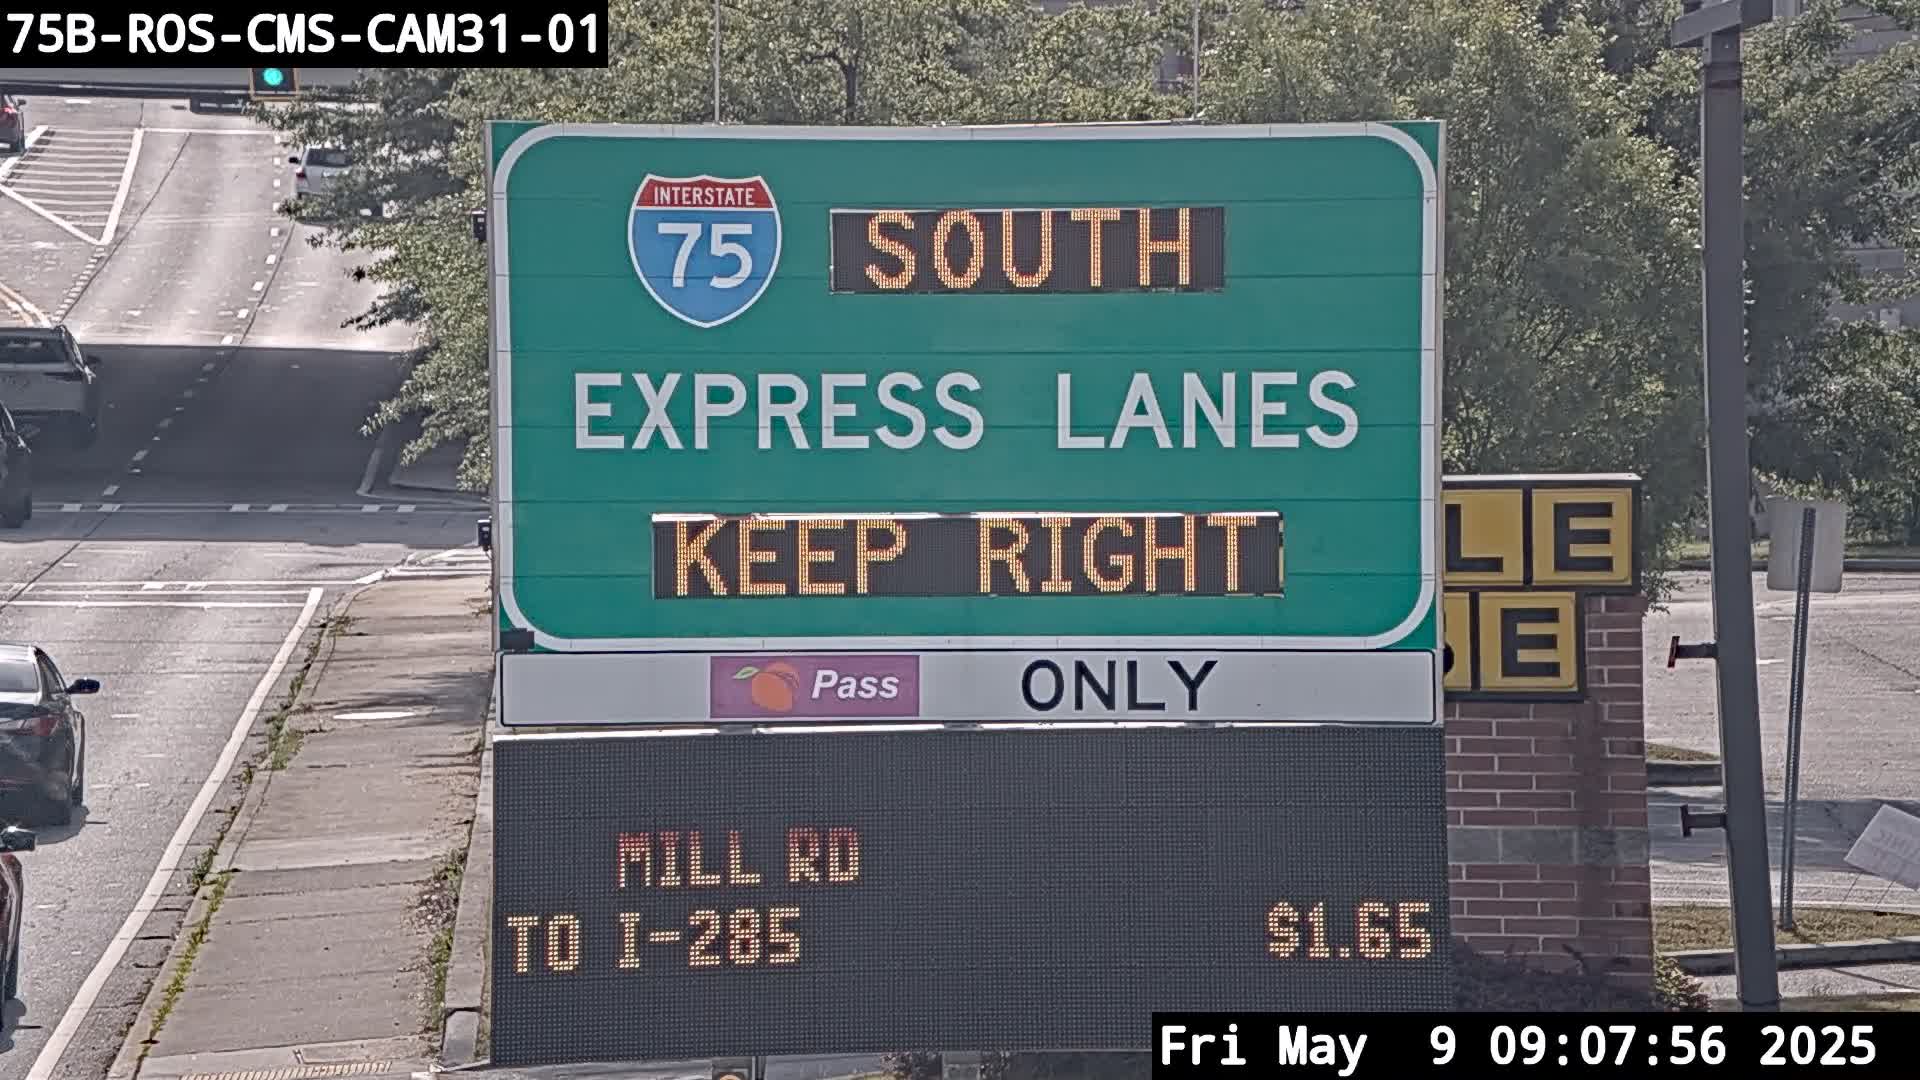 75B-ROS-CMS-CAM31-01
INTERSTATE
75
SOUTH
EXPRESS LANES
KEEP RIGHT
Pass ONLY
LE
E
MILL RD
TO I-285 $1.65
Fri May 9 09:07:56 2025